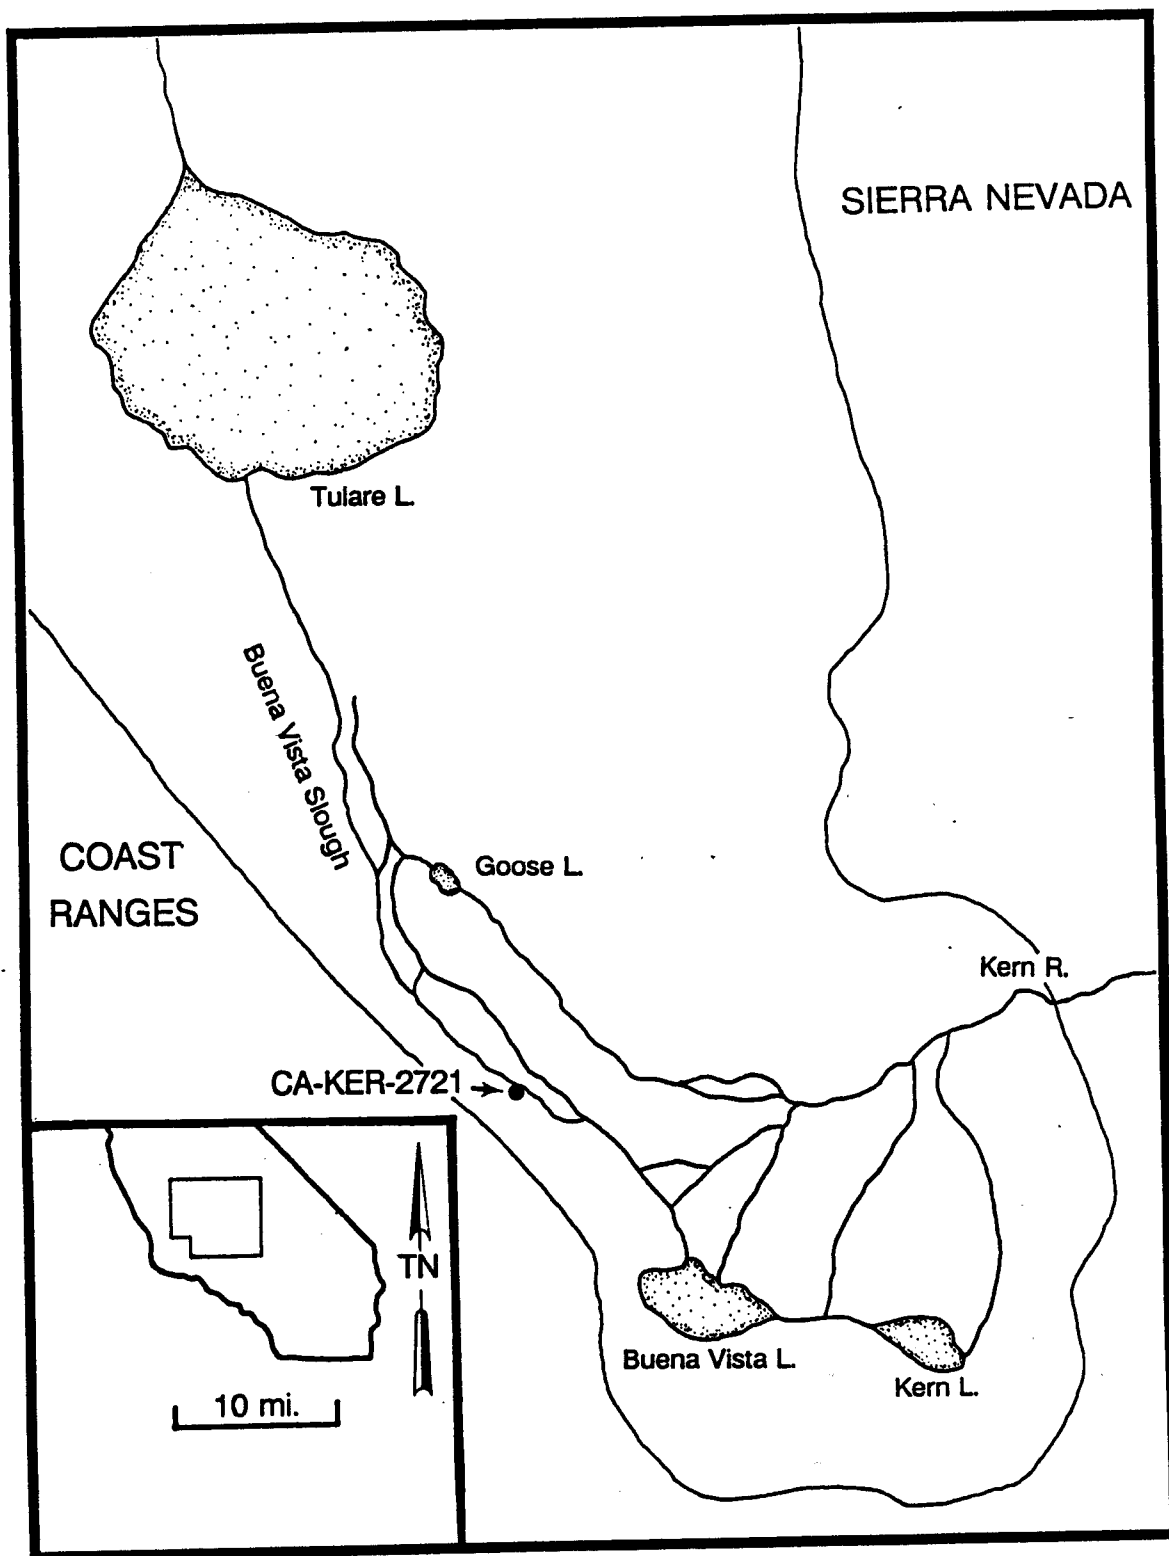 SIERRA NEVADA
Tulare L.
Buena Vista Slough
COAST
RANGES
Goose L.
Kern R.
CA-KER-2721
TN
10 mi.
Buena Vista L.
Kern L.